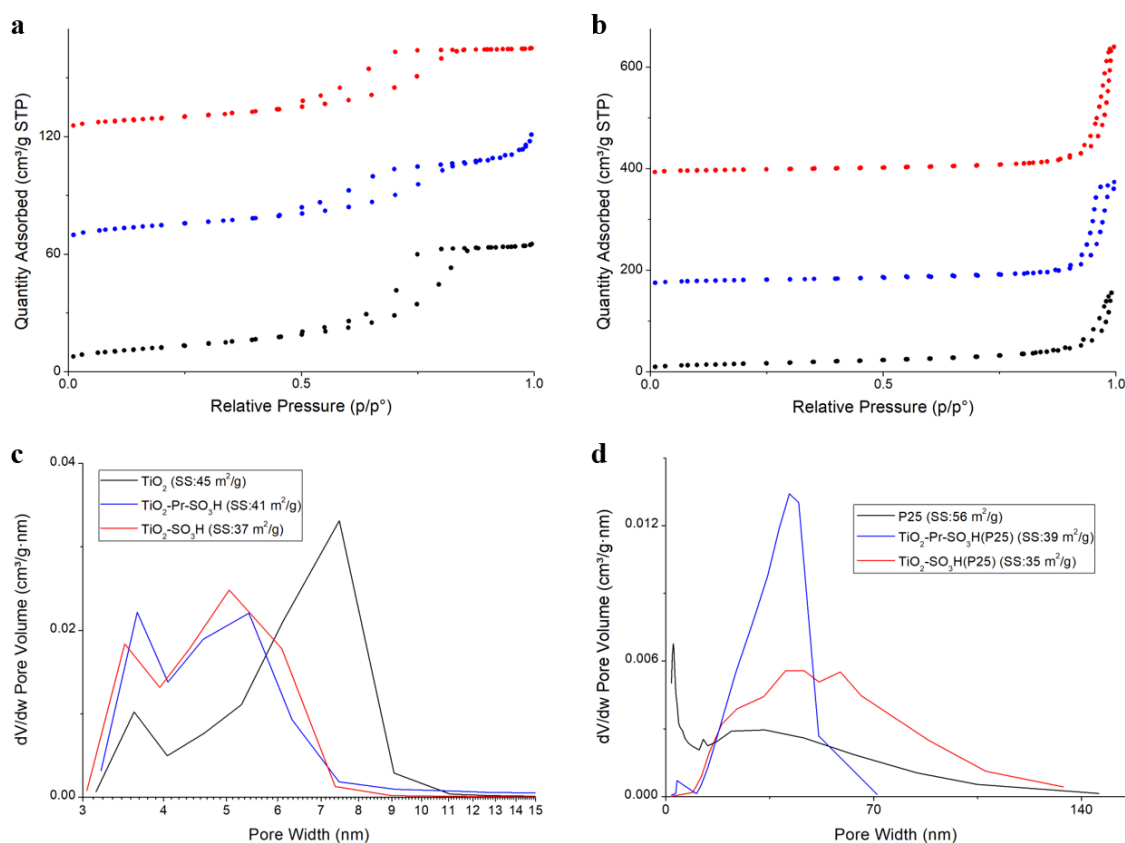 a
Quantity Adsorbed (cm³/g STP)
120
60
0
0.0
0.5
1.0
Relative Pressure (p/p°)
b
Quantity Adsorbed (cm³/g STP)
600
400
200
0
0.0
0.5
1.0
Relative Pressure (p/p°)
c
dV/dw Pore Volume (cm³/g·nm)
0.04
0.02
0.00
TiO₂ (SS:45 m²/g)
TiO₂-Pr-SO₃H (SS:41 m²/g)
TiO₂-SO₃H (SS:37 m²/g)
3
4
5
6
7
8
9
10
11
12
13
14
15
Pore Width (nm)
d
dV/dw Pore Volume (cm³/g·nm)
0.012
0.006
0.000
P25 (SS:56 m²/g)
TiO₂-Pr-SO₃H(P25) (SS:39 m²/g)
TiO₂-SO₃H(P25) (SS:35 m²/g)
0
70
140
Pore Width (nm)